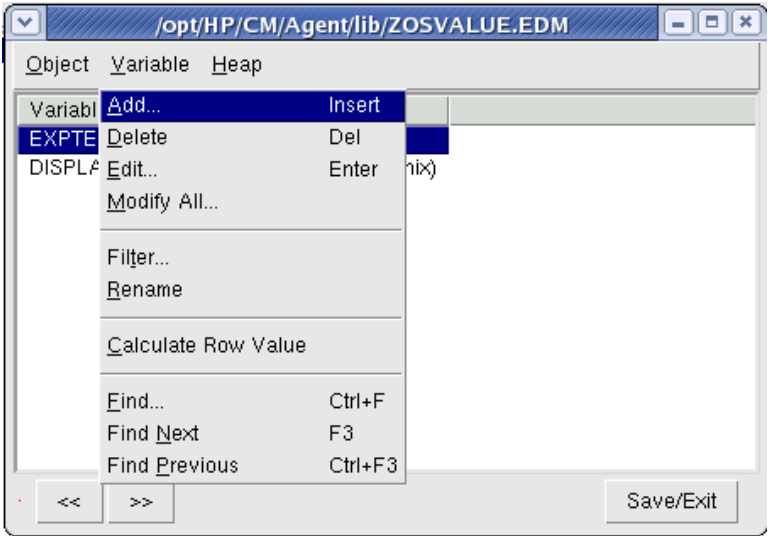 /opt/HP/CM/Agent/lib/ZOSVALUE.EDM
Object Variable Heap
Variabl
Add... Insert
EXPTE
Delete Del
DISPLA
Edit... Enter
nix)
Modify All...
Filter...
Rename
Calculate Row Value
Find... Ctrl+F
Find Next F3
Find Previous Ctrl+F3
<< >> Save/Exit